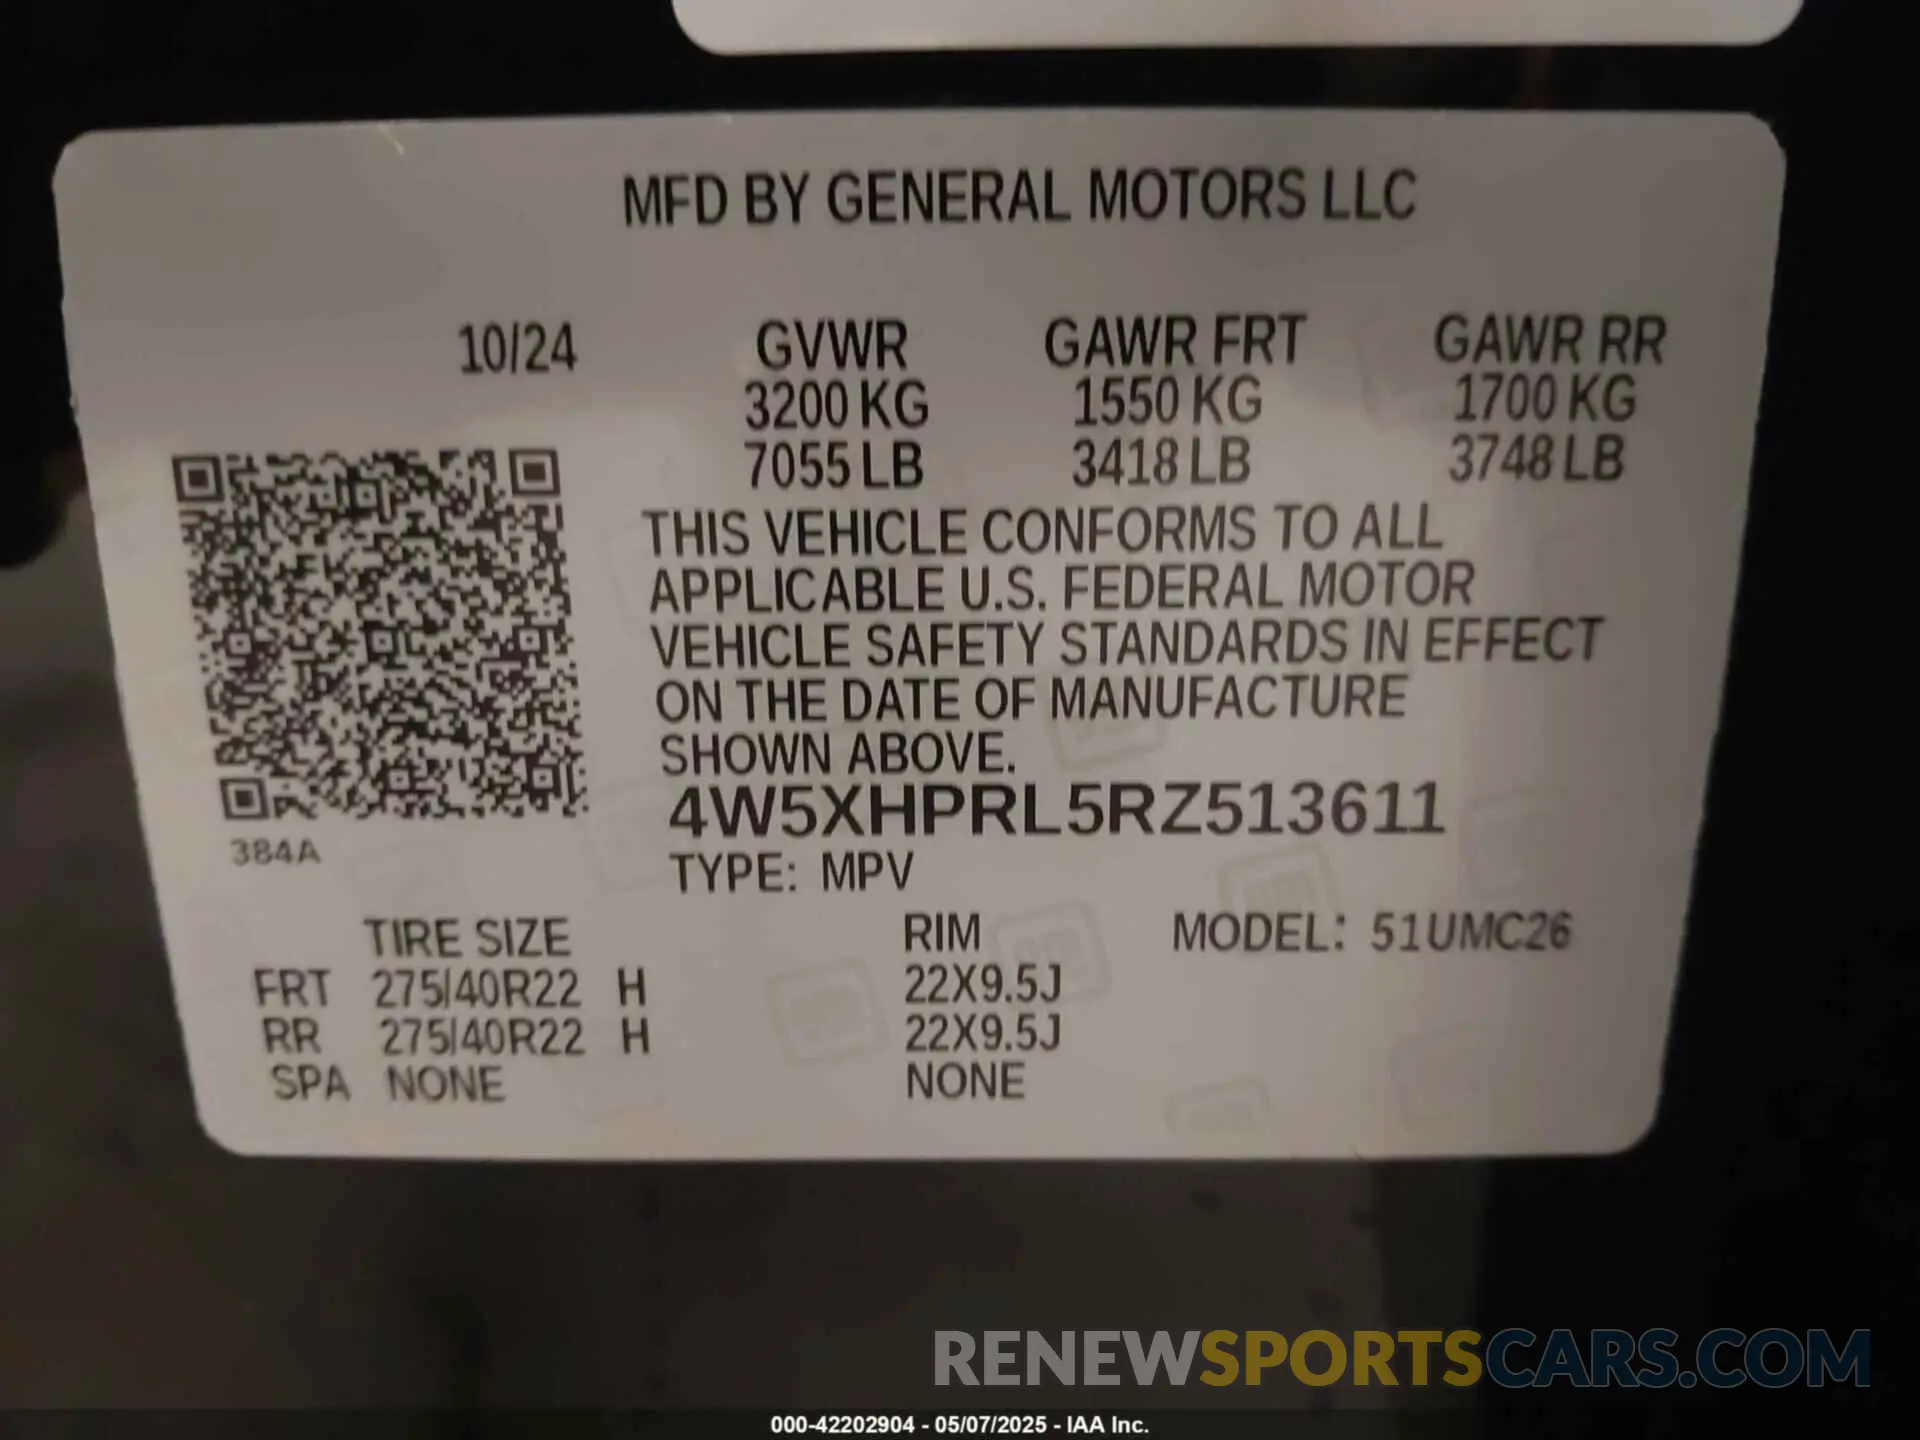 MFD BY GENERAL MOTORS LLC
10/24 GVWR GAWR FRT GAWR RR
3200 KG 1550 KG 1700 KG
7055 LB 3418 LB 3748 LB
THIS VEHICLE CONFORMS TO ALL
APPLICABLE U.S. FEDERAL MOTOR
VEHICLE SAFETY STANDARDS IN EFFECT
ON THE DATE OF MANUFACTURE
SHOWN ABOVE.
4W5XHPRL5RZ513611
384A
TYPE: MPV
TIRE SIZE RIM MODEL: 51UMC26
FRT 275/40R22 H 22X9.5J
RR 275/40R22 H 22X9.5J
SPA NONE NONE
RENEWSPORTSCARS.COM
000-42202904 - 05/07/2025 - IAA Inc.